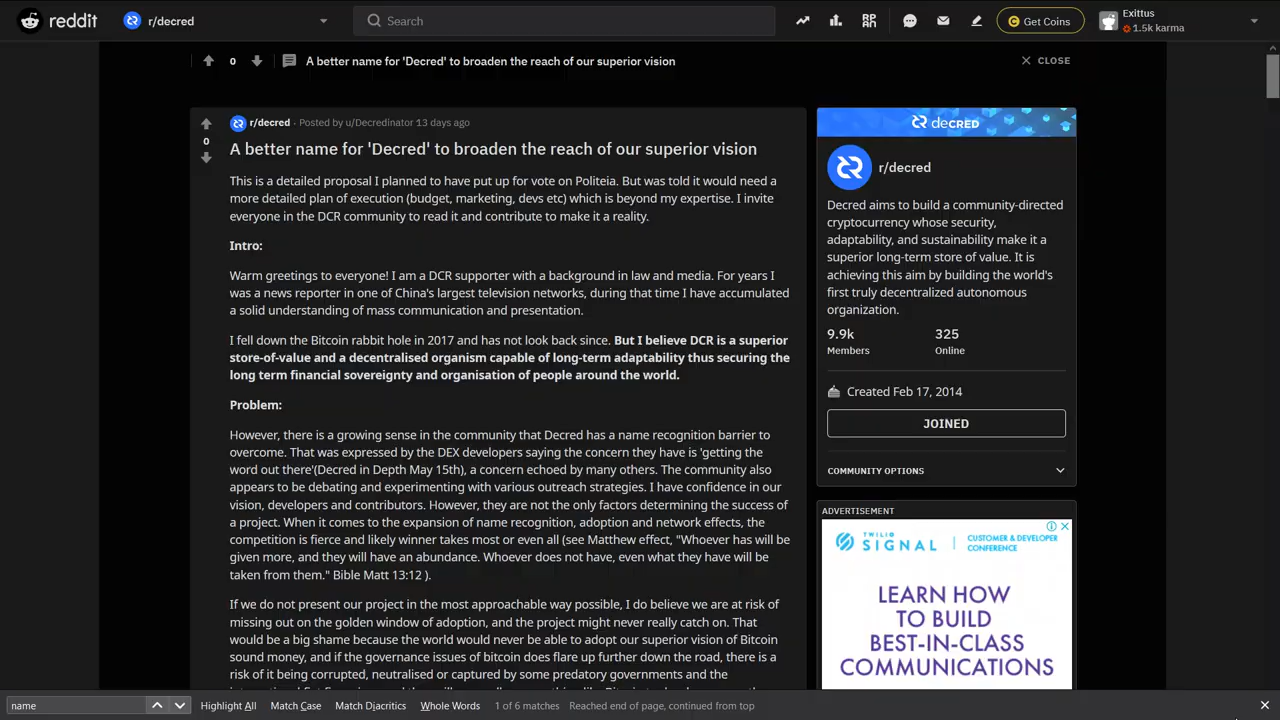 reddit
r/decred
Search
Get Coins
Exittus
1.5k karma
0
A better name for 'Decred' to broaden the reach of our superior vision
CLOSE
r/decred · Posted by u/Decredinator 13 days ago
0
A better name for 'Decred' to broaden the reach of our superior vision
This is a detailed proposal I planned to have put up for vote on Politeia. But was told it would need a
more detailed plan of execution (budget, marketing, devs etc) which is beyond my expertise. I invite
everyone in the DCR community to read it and contribute to make it a reality.
Intro:
Warm greetings to everyone! I am a DCR supporter with a background in law and media. For years I
was a news reporter in one of China's largest television networks, during that time I have accumulated
a solid understanding of mass communication and presentation.
I fell down the Bitcoin rabbit hole in 2017 and has not look back since. But I believe DCR is a superior
store-of-value and a decentralised organism capable of long-term adaptability thus securing the
long term financial sovereignty and organisation of people around the world.
Problem:
However, there is a growing sense in the community that Decred has a name recognition barrier to
overcome. That was expressed by the DEX developers saying the concern they have is 'getting the
word out there'(Decred in Depth May 15th), a concern echoed by many others. The community also
appears to be debating and experimenting with various outreach strategies. I have confidence in our
vision, developers and contributors. However, they are not the only factors determining the success of
a project. When it comes to the expansion of name recognition, adoption and network effects, the
competition is fierce and likely winner takes most or even all (see Matthew effect, "Whoever has will be
given more, and they will have an abundance. Whoever does not have, even what they have will be
taken from them." Bible Matt 13:12 ).
If we do not present our project in the most approachable way possible, I do believe we are at risk of
missing out on the golden window of adoption, and the project might never really catch on. That
would be a big shame because the world would never be able to adopt our superior vision of Bitcoin
sound money, and if the governance issues of bitcoin does flare up further down the road, there is a
risk of it being corrupted, neutralised or captured by some predatory governments and the
decred
r/decred
Decred aims to build a community-directed
cryptocurrency whose security,
adaptability, and sustainability make it a
superior long-term store of value. It is
achieving this aim by building the world's
first truly decentralized autonomous
organization.
9.9k 325
Members Online
Created Feb 17, 2014
JOINED
COMMUNITY OPTIONS
ADVERTISEMENT
TWILIO
SIGNAL
CUSTOMER & DEVELOPER
CONFERENCE
LEARN HOW
TO BUILD
BEST-IN-CLASS
COMMUNICATIONS
name
Highlight All Match Case Match Diacritics Whole Words 1 of 6 matches Reached end of page, continued from top